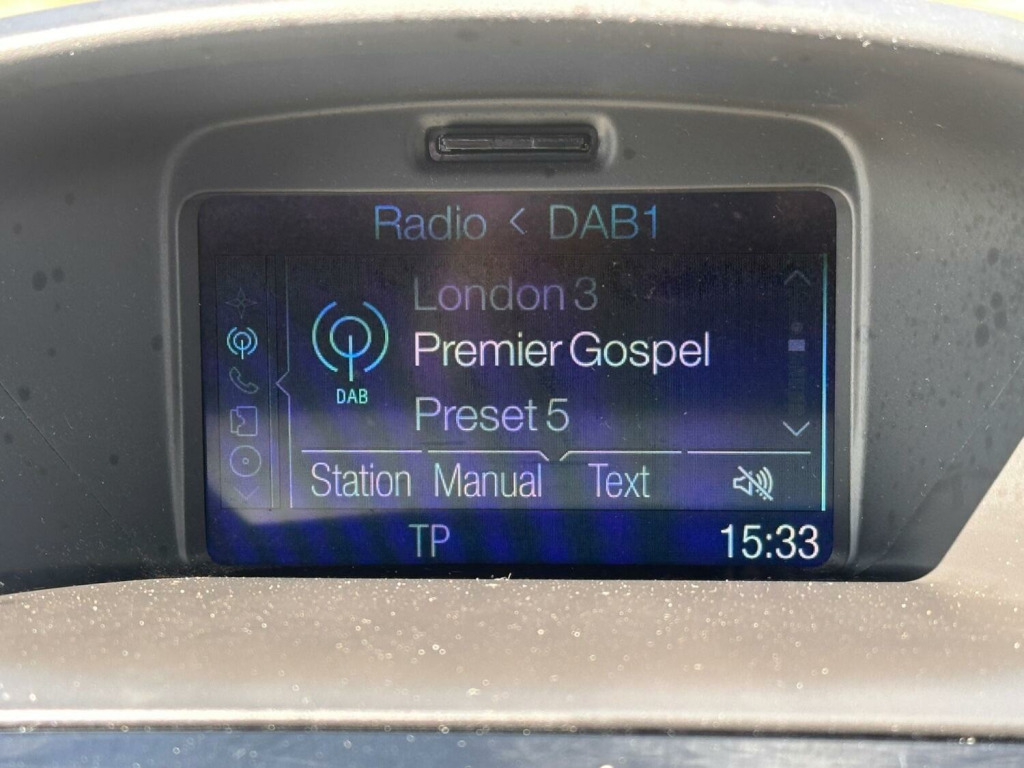 Radio < DAB1
London 3
Premier Gospel
DAB
Preset 5
Station Manual Text
TP 15:33